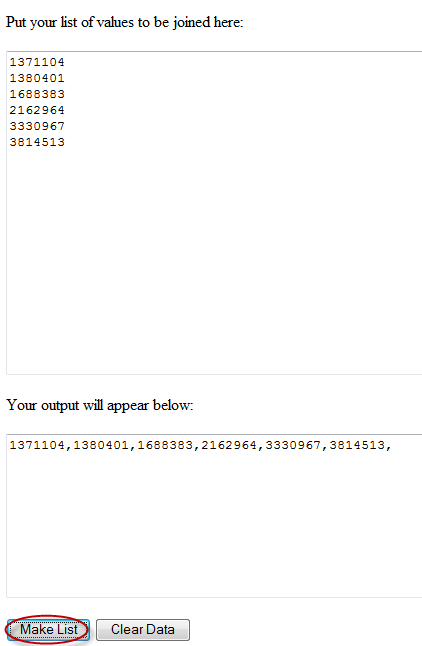 Put your list of values to be joined here:
1371104
1380401
1688383
2162964
3330967
3814513
Your output will appear below:
1371104,1380401,1688383,2162964,3330967,3814513,
Make List
Clear Data